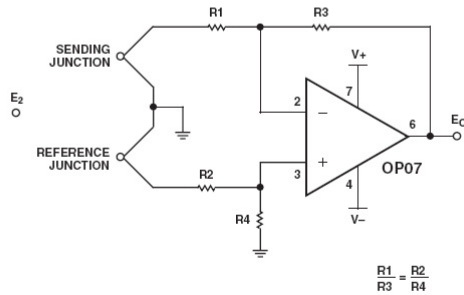 R1
R3
SENDING
JUNCTION
V+
E2
2
7
6
EO
REFERENCE
JUNCTION
3
OP07
R2
4
R4
V–
R1 = R2
R3 R4